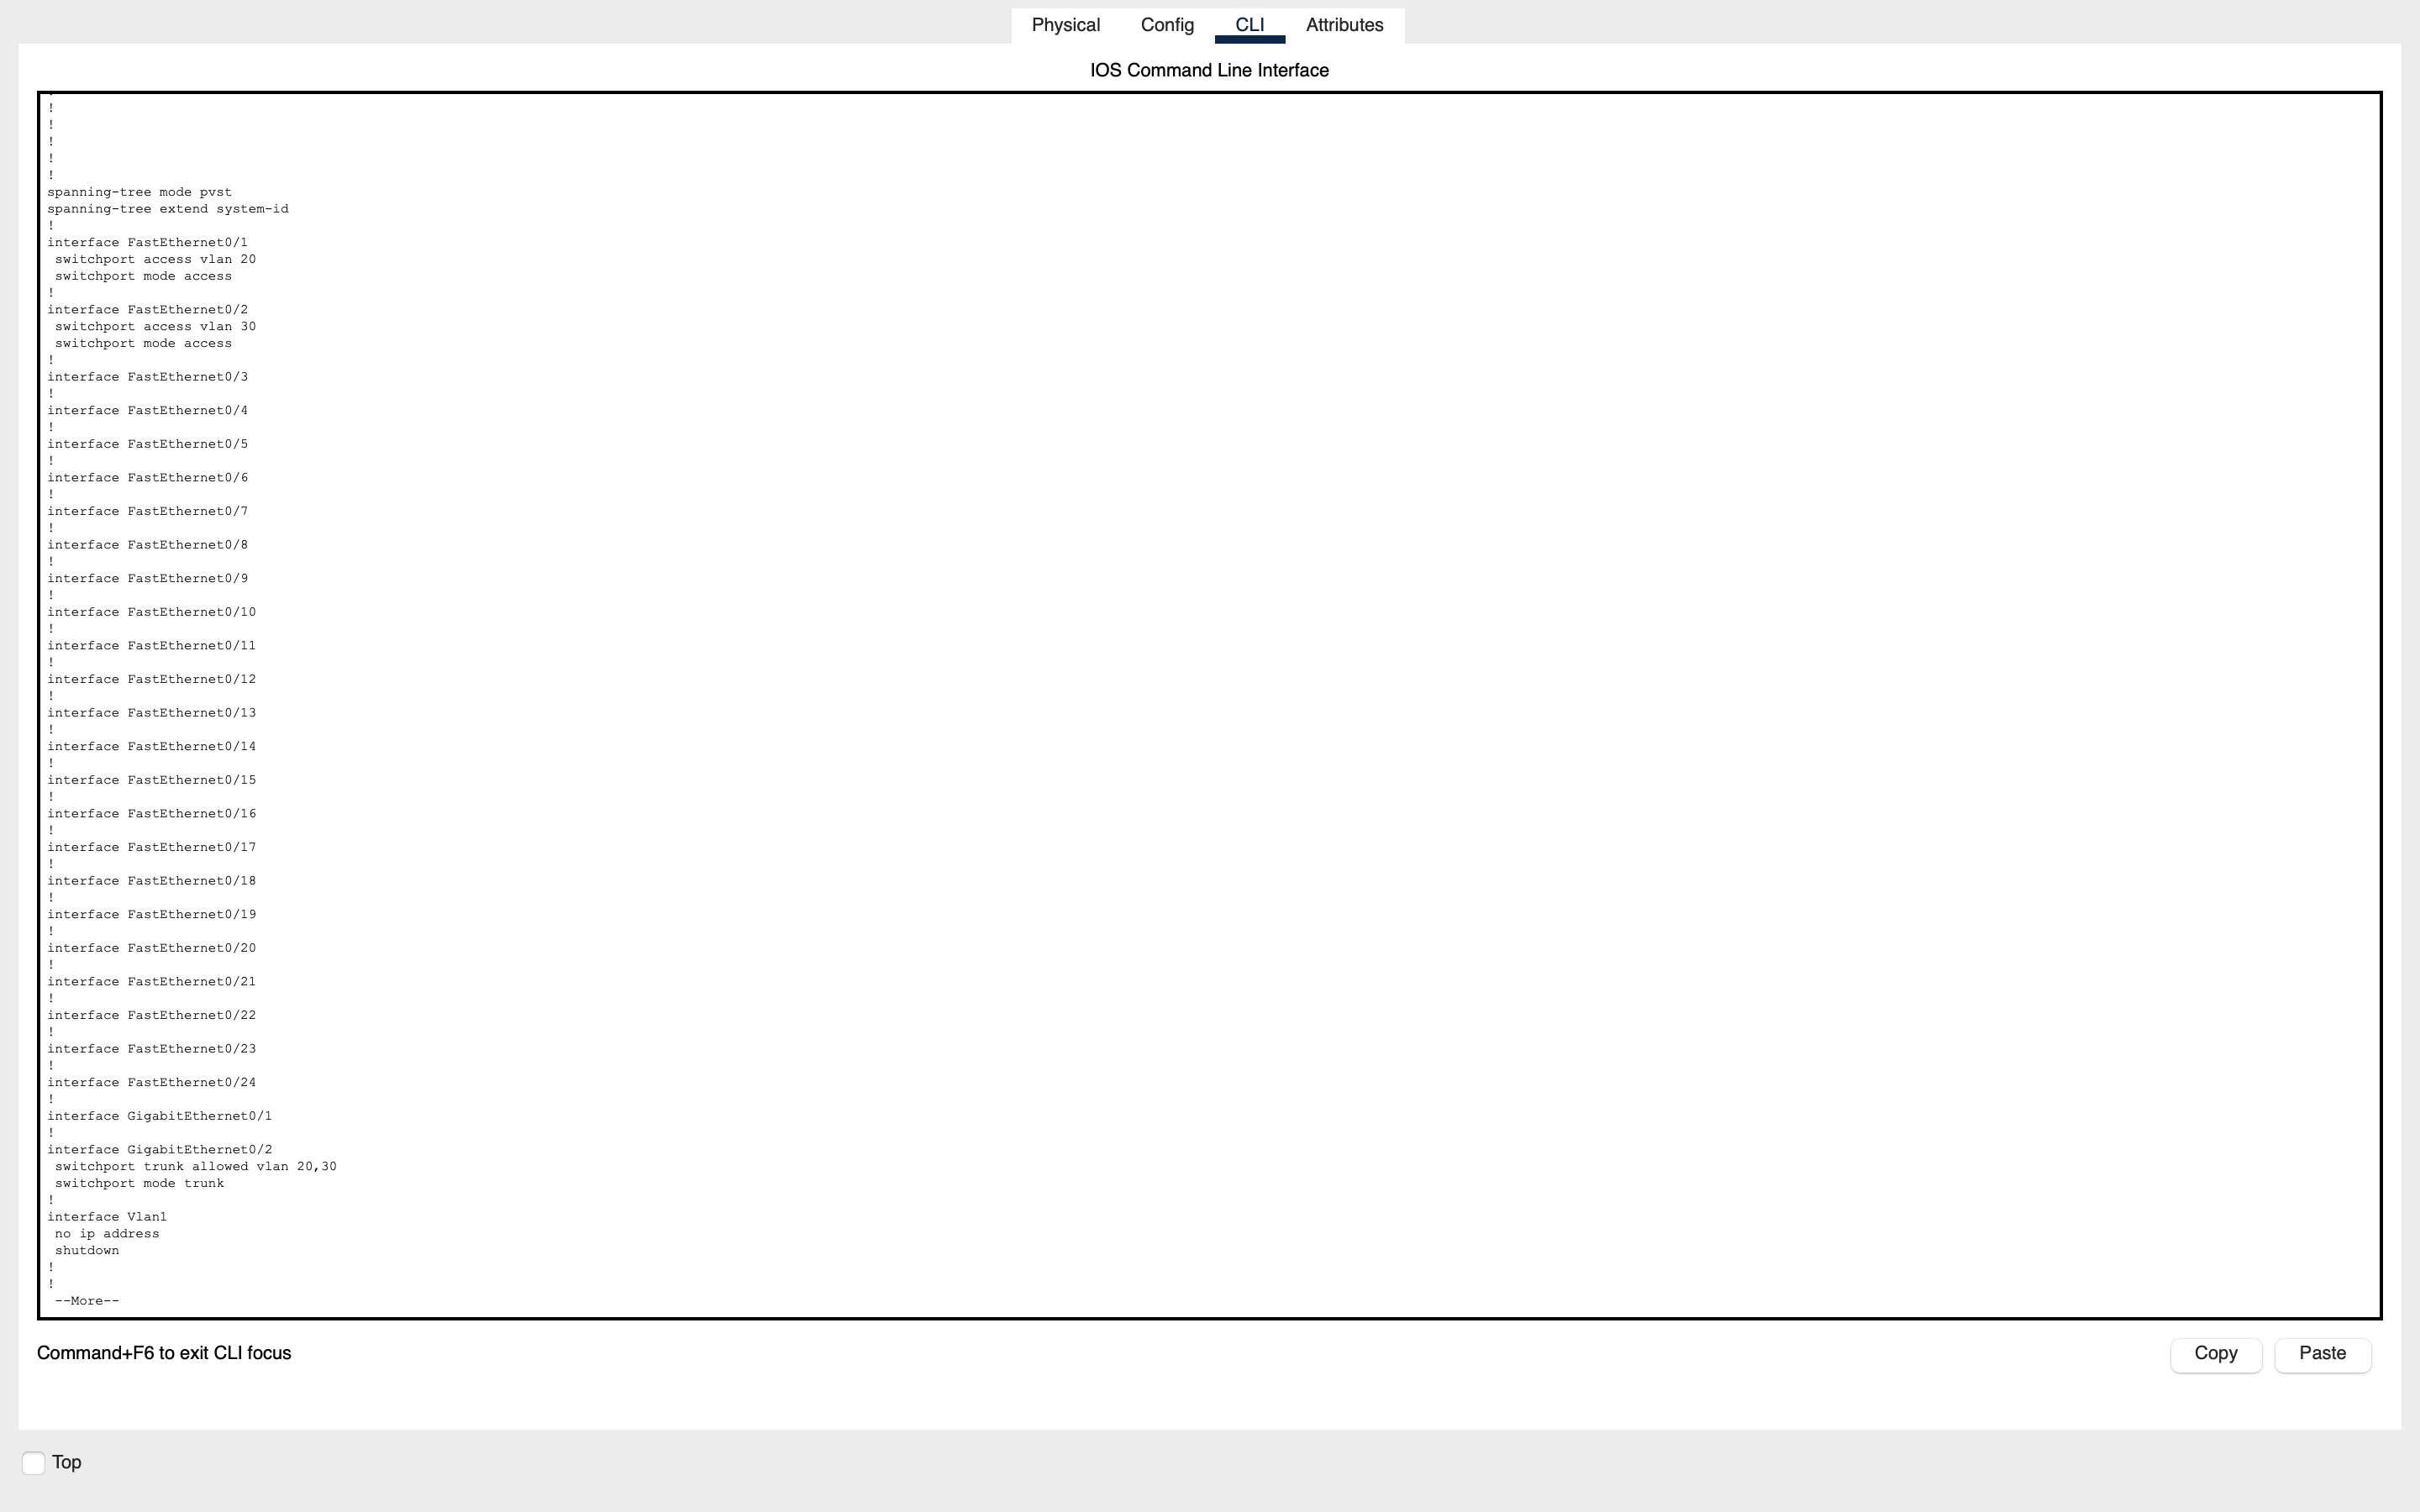 Physical Config CLI Attributes
IOS Command Line Interface
!
!
!
!
!
spanning-tree mode pvst
spanning-tree extend system-id
!
interface FastEthernet0/1
 switchport access vlan 20
 switchport mode access
!
interface FastEthernet0/2
 switchport access vlan 30
 switchport mode access
!
interface FastEthernet0/3
!
interface FastEthernet0/4
!
interface FastEthernet0/5
!
interface FastEthernet0/6
!
interface FastEthernet0/7
!
interface FastEthernet0/8
!
interface FastEthernet0/9
!
interface FastEthernet0/10
!
interface FastEthernet0/11
!
interface FastEthernet0/12
!
interface FastEthernet0/13
!
interface FastEthernet0/14
!
interface FastEthernet0/15
!
interface FastEthernet0/16
!
interface FastEthernet0/17
!
interface FastEthernet0/18
!
interface FastEthernet0/19
!
interface FastEthernet0/20
!
interface FastEthernet0/21
!
interface FastEthernet0/22
!
interface FastEthernet0/23
!
interface FastEthernet0/24
!
interface GigabitEthernet0/1
!
interface GigabitEthernet0/2
 switchport trunk allowed vlan 20,30
 switchport mode trunk
!
interface Vlan1
 no ip address
 shutdown
!
!
 --More--
Command+F6 to exit CLI focus
Copy Paste
Top